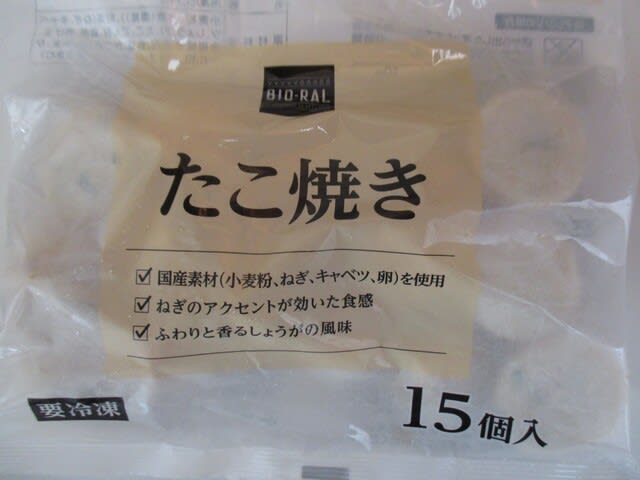 BIO-RAL
たこ焼き
国産素材(小麦粉、ねぎ、キャベツ、卵)を使用
ねぎのアクセントが効いた食感
ふわりと香るしょうがの風味
要冷凍
15個入